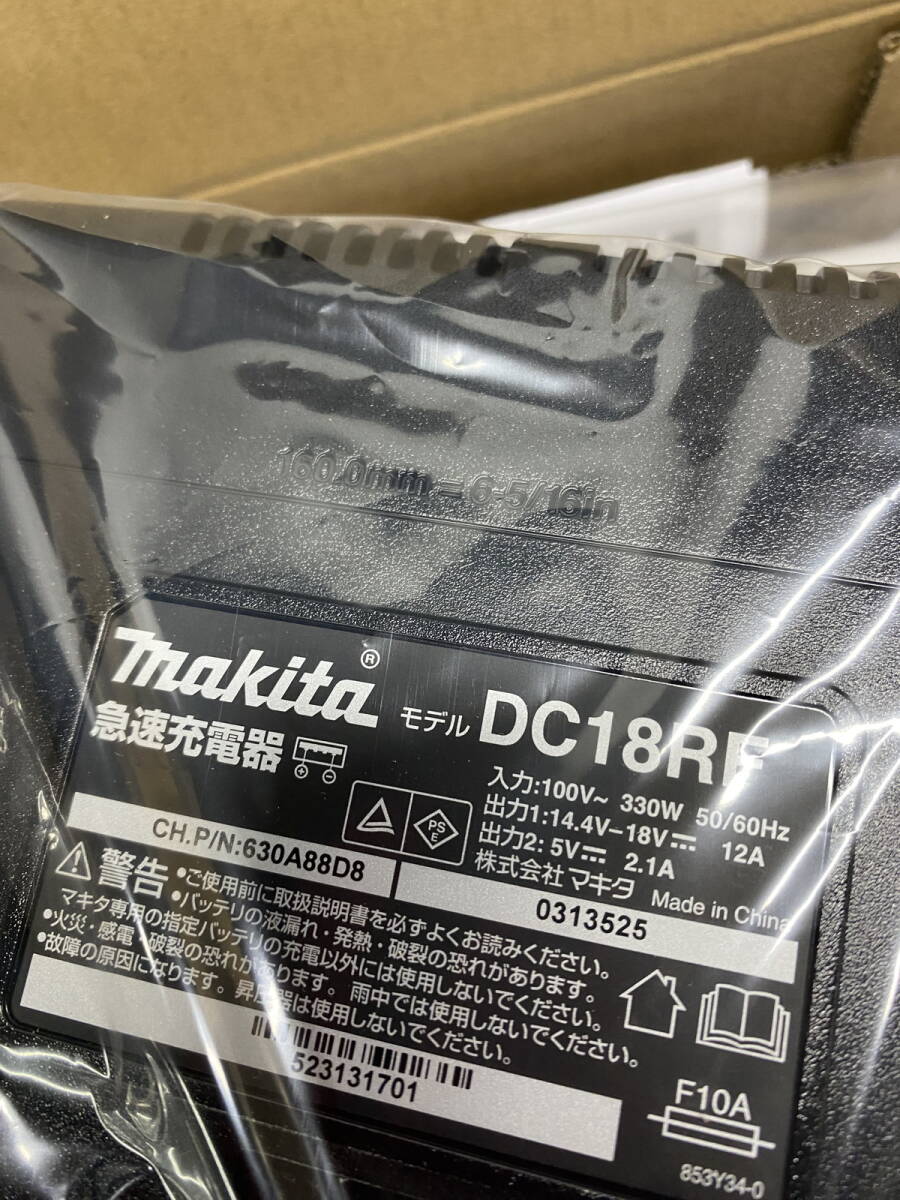 160.0mm=6-5/16in
makita®
モデル DC18RF
急速充電器
入力:100V~ 330W 50/60Hz
出力1:14.4V-18V⎓ 12A
出力2: 5V⎓ 2.1A
株式会社 マキタ Made in China
PS
E
CH.P/N:630A88D8
0313525
警告
•ご使用前に取扱説明書を必ずよくお読みください。
•バッテリの液漏れ・発熱・破裂の恐れがあります。
マキタ専用の指定バッテリの充電以外には使用しないでください。
•火災・感電・破裂の恐れがあります。雨中では使用しないでください。
•故障の原因になります。昇圧器は使用しないでください。
523131701
F10A
853Y34-0